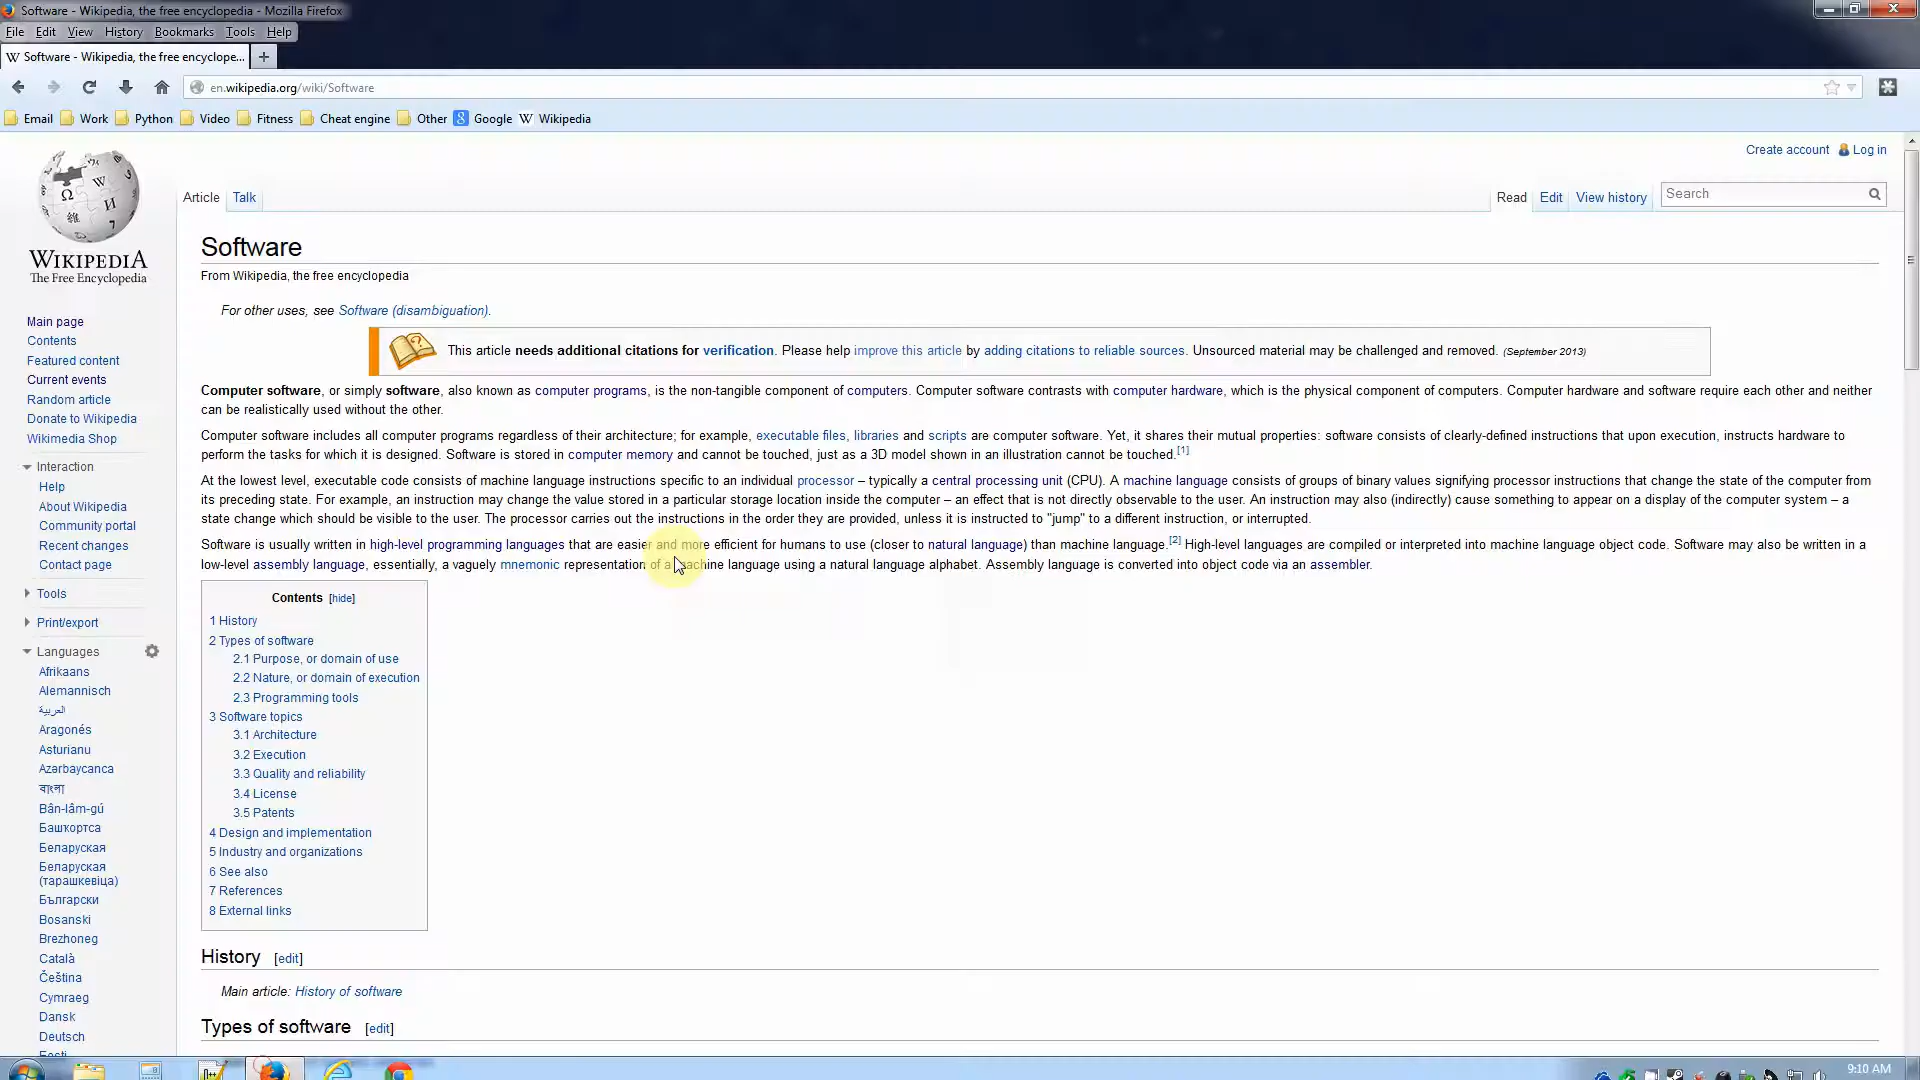 Software - Wikipedia, the free encyclopedia - Mozilla Firefox
File Edit View History Bookmarks Tools Help
Software - Wikipedia, the free encyclope...
en.wikipedia.org/wiki/Software
Email Work Python Video Fitness Cheat engine Other Google Wikipedia
Create account Log in
Article Talk Read Edit View history Search
WIKIPEDIA
The Free Encyclopedia
Main page
Contents
Featured content
Current events
Random article
Donate to Wikipedia
Wikimedia Shop
Interaction
Help
About Wikipedia
Community portal
Recent changes
Contact page
Tools
Print/export
Languages
Afrikaans
Alemannisch
العربية
Aragonés
Asturianu
Azərbaycanca
বাংলা
Bân-lâm-gú
Башҡортса
Беларуская
Беларуская
(тарашкевіца)
Български
Bosanski
Brezhoneg
Català
Čeština
Cymraeg
Dansk
Deutsch
Eesti
Software
From Wikipedia, the free encyclopedia
For other uses, see Software (disambiguation).
This article needs additional citations for verification. Please help improve this article by adding citations to reliable sources. Unsourced material may be challenged and removed. (September 2013)
Computer software, or simply software, also known as computer programs, is the non-tangible component of computers. Computer software contrasts with computer hardware, which is the physical component of computers. Computer hardware and software require each other and neither
can be realistically used without the other.
Computer software includes all computer programs regardless of their architecture; for example, executable files, libraries and scripts are computer software. Yet, it shares their mutual properties: software consists of clearly-defined instructions that upon execution, instructs hardware to
perform the tasks for which it is designed. Software is stored in computer memory and cannot be touched, just as a 3D model shown in an illustration cannot be touched.[1]
At the lowest level, executable code consists of machine language instructions specific to an individual processor – typically a central processing unit (CPU). A machine language consists of groups of binary values signifying processor instructions that change the state of the computer from
its preceding state. For example, an instruction may change the value stored in a particular storage location inside the computer – an effect that is not directly observable to the user. An instruction may also (indirectly) cause something to appear on a display of the computer system – a
state change which should be visible to the user. The processor carries out the instructions in the order they are provided, unless it is instructed to "jump" to a different instruction, or interrupted.
Software is usually written in high-level programming languages that are easier and more efficient for humans to use (closer to natural language) than machine language.[2] High-level languages are compiled or interpreted into machine language object code. Software may also be written in a
low-level assembly language, essentially, a vaguely mnemonic representation of a machine language using a natural language alphabet. Assembly language is converted into object code via an assembler.
Contents [hide]
1 History
2 Types of software
2.1 Purpose, or domain of use
2.2 Nature, or domain of execution
2.3 Programming tools
3 Software topics
3.1 Architecture
3.2 Execution
3.3 Quality and reliability
3.4 License
3.5 Patents
4 Design and implementation
5 Industry and organizations
6 See also
7 References
8 External links
History [edit]
Main article: History of software
Types of software [edit]
9:10 AM